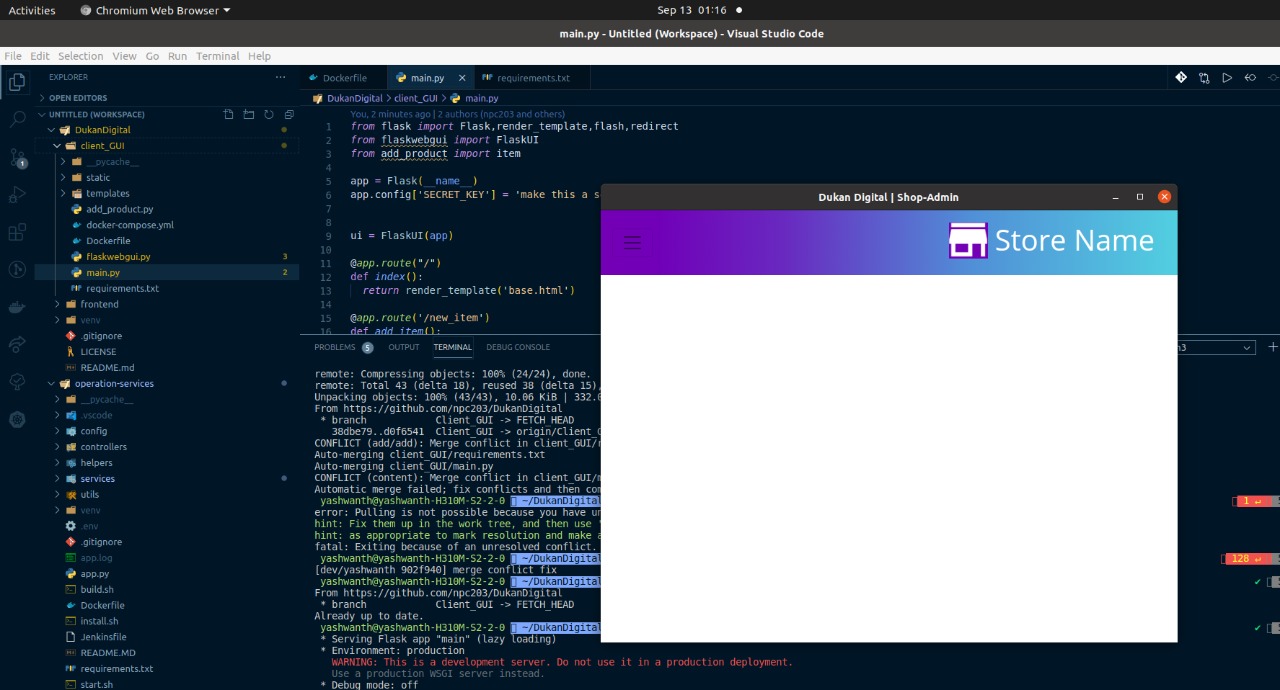 Activities Chromium Web Browser Sep 13 01:16
main.py - Untitled (Workspace) - Visual Studio Code
File Edit Selection View Go Run Terminal Help
EXPLORER
OPEN EDITORS
UNTITLED (WORKSPACE)
DukanDigital
client_GUI
__pycache__
static
templates
add_product.py
docker-compose.yml
Dockerfile
flaskwebgui.py 3
main.py 2
requirements.txt
frontend
venv
.gitignore
LICENSE
README.md
operation-services
__pycache__
.vscode
config
controllers
helpers
services
utils
venv
.env
.gitignore
app.log
app.py
build.sh
Dockerfile
install.sh
Jenkinsfile
README.MD
requirements.txt
start.sh
1
Dockerfile main.py requirements.txt
DukanDigital > client_GUI > main.py
You, 2 minutes ago | 2 authors (npc203 and others)
1 from flask import Flask,render_template,flash,redirect
2 from flaskwebgui import FlaskUI
3 from add_product import item
4
5 app = Flask(__name__)
6 app.config['SECRET_KEY'] = 'make this a s
7
8
9 ui = FlaskUI(app)
10
11 @app.route("/")
12 def index():
13 return render_template('base.html')
14
15 @app.route('/new_item')
16 def add_item():
PROBLEMS 5 OUTPUT TERMINAL DEBUG CONSOLE
remote: Compressing objects: 100% (24/24), done.
remote: Total 43 (delta 18), reused 38 (delta 15),
Unpacking objects: 100% (43/43), 10.06 KiB | 332.0
From https://github.com/npc203/DukanDigital
* branch Client_GUI -> FETCH_HEAD
38dbe79..d0f6541 Client_GUI -> origin/Client_G
CONFLICT (add/add): Merge conflict in client_GUI/r
Auto-merging client_GUI/requirements.txt
Auto-merging client_GUI/main.py
CONFLICT (content): Merge conflict in client_GUI/m
Automatic merge failed; fix conflicts and then com
yashwanth@yashwanth-H310M-S2-2-0 ~/DukanDigital 1 ↵
error: Pulling is not possible because you have un
hint: Fix them up in the work tree, and then use '
hint: as appropriate to mark resolution and make a
fatal: Exiting because of an unresolved conflict.
yashwanth@yashwanth-H310M-S2-2-0 ~/DukanDigital 128 ↵
[dev/yashwanth 902f940] merge conflict fix
yashwanth@yashwanth-H310M-S2-2-0 ~/DukanDigital ✔
From https://github.com/npc203/DukanDigital
* branch Client_GUI -> FETCH_HEAD
Already up to date.
yashwanth@yashwanth-H310M-S2-2-0 ~/DukanDigital ✔
* Serving Flask app "main" (lazy loading)
* Environment: production
WARNING: This is a development server. Do not use it in a production deployment.
Use a production WSGI server instead.
* Debug mode: off
Dukan Digital | Shop-Admin
Store Name